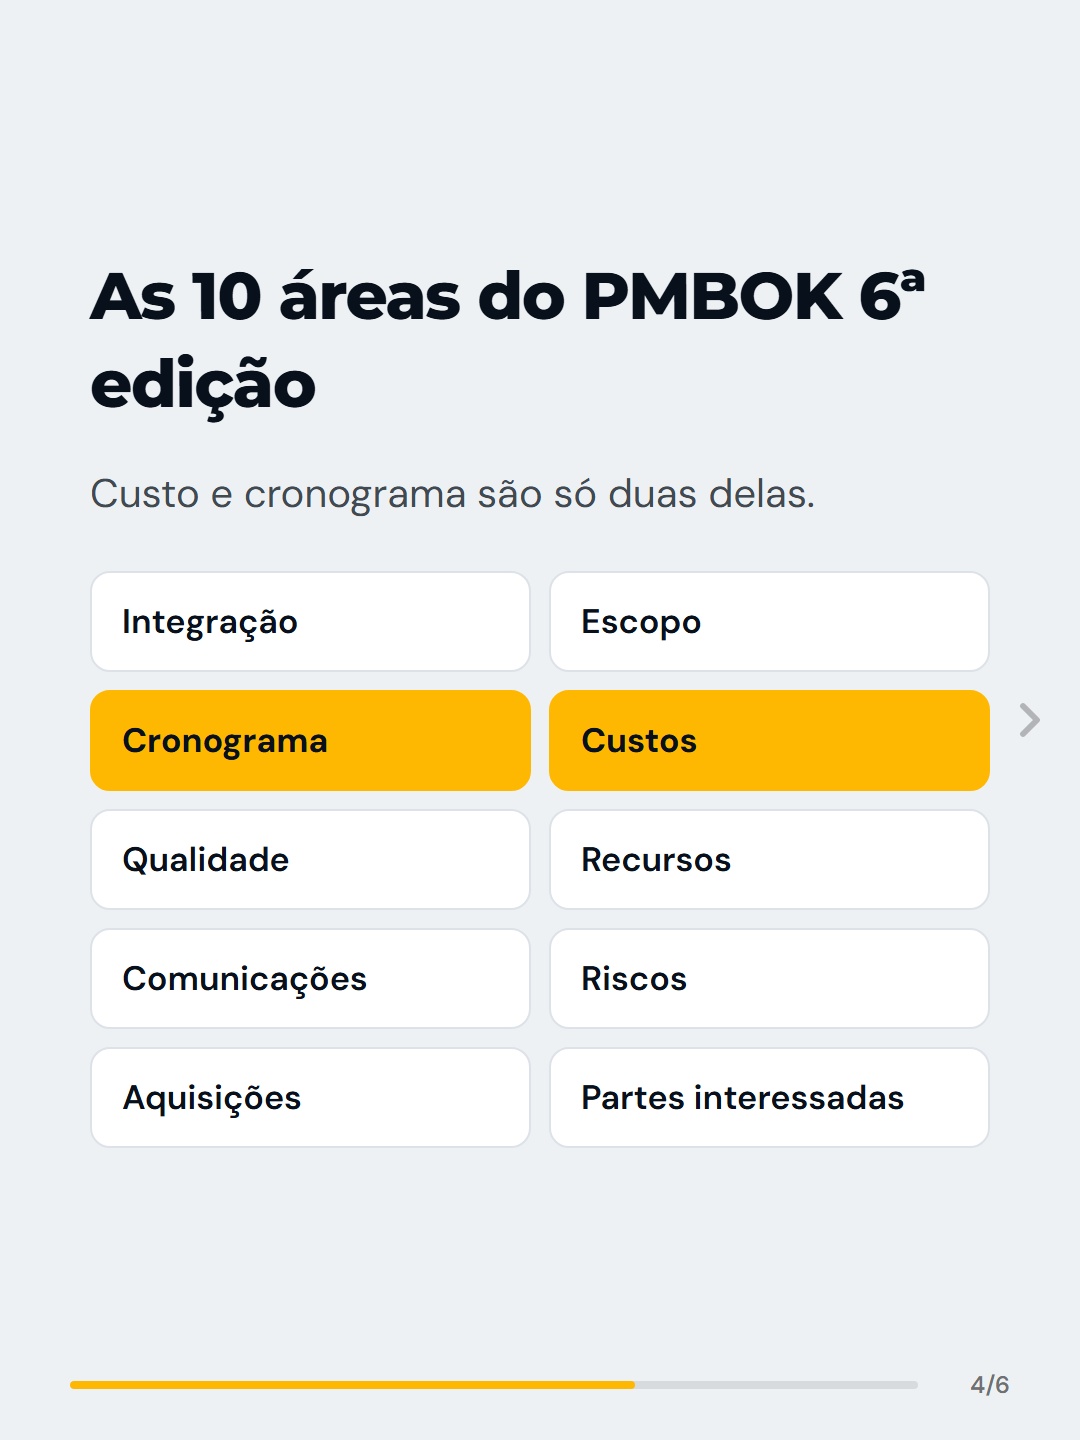 As 10 áreas do PMBOK 6ª
edição
Custo e cronograma são só duas delas.
Integração
Escopo
Cronograma
Custos
Qualidade
Recursos
Comunicações
Riscos
Aquisições
Partes interessadas
4/6